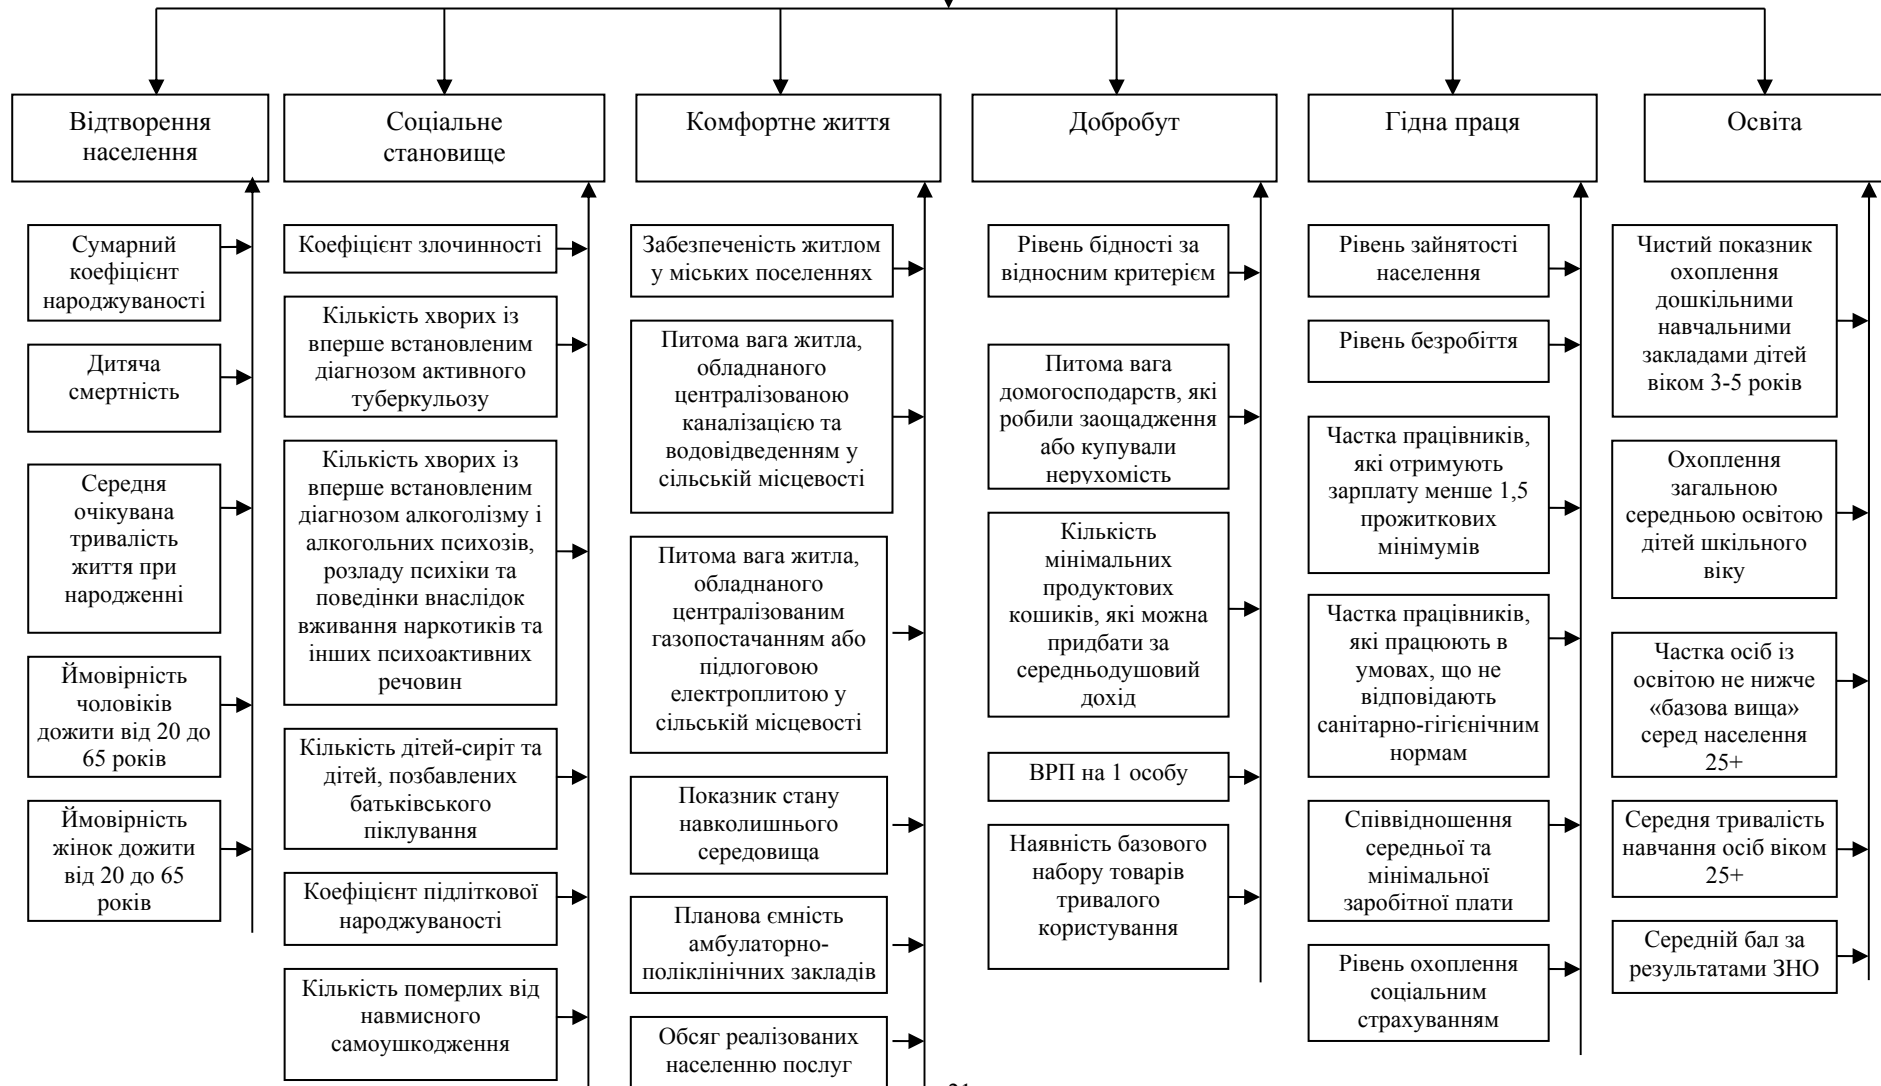 Відтворення
населення
Соціальне
становище
Комфортне життя
Добробут
Гідна праця
Освіта
Сумарний
коефіцієнт
народжуваності
Дитяча
смертність
Середня
очікувана
тривалість
життя при
народженні
Ймовірність
чоловіків
дожити від 20 до
65 років
Ймовірність
жінок дожити
від 20 до 65
років
Коефіцієнт злочинності
Кількість хворих із
вперше встановленим
діагнозом активного
туберкульозу
Кількість хворих із
вперше встановленим
діагнозом алкоголізму і
алкогольних психозів,
розладу психіки та
поведінки внаслідок
вживання наркотиків та
інших психоактивних
речовин
Кількість дітей-сиріт та
дітей, позбавлених
батьківського
піклування
Коефіцієнт підліткової
народжуваності
Кількість померлих від
навмисного
самоушкодження
Забезпеченість житлом
у міських поселеннях
Питома вага житла,
обладнаного
централізованою
каналізацією та
водовідведенням у
сільській місцевості
Питома вага житла,
обладнаного
централізованим
газопостачанням або
підлоговою
електроплитою у
сільській місцевості
Показник стану
навколишнього
середовища
Планова ємність
амбулаторно-
поліклінічних закладів
Обсяг реалізованих
населенню послуг
Рівень бідності за
відносним критерієм
Питома вага
домогосподарств, які
робили заощадження
або купували
нерухомість
Кількість
мінімальних
продуктових
кошиків, які можна
придбати за
середньодушовий
дохід
ВРП на 1 особу
Наявність базового
набору товарів
тривалого
користування
Рівень зайнятості
населення
Рівень безробіття
Частка працівників,
які отримують
зарплату менше 1,5
прожиткових
мінімумів
Частка працівників,
які працюють в
умовах, що не
відповідають
санітарно-гігієнічним
нормам
Співвідношення
середньої та
мінімальної
заробітної плати
Рівень охоплення
соціальним
страхуванням
Чистий показник
охоплення
дошкільними
навчальними
закладами дітей
віком 3-5 років
Охоплення
загальною
середньою освітою
дітей шкільного
віку
Частка осіб із
освітою не нижче
«базова вища»
серед населення
25+
Середня тривалість
навчання осіб віком
25+
Середній бал за
результатами ЗНО